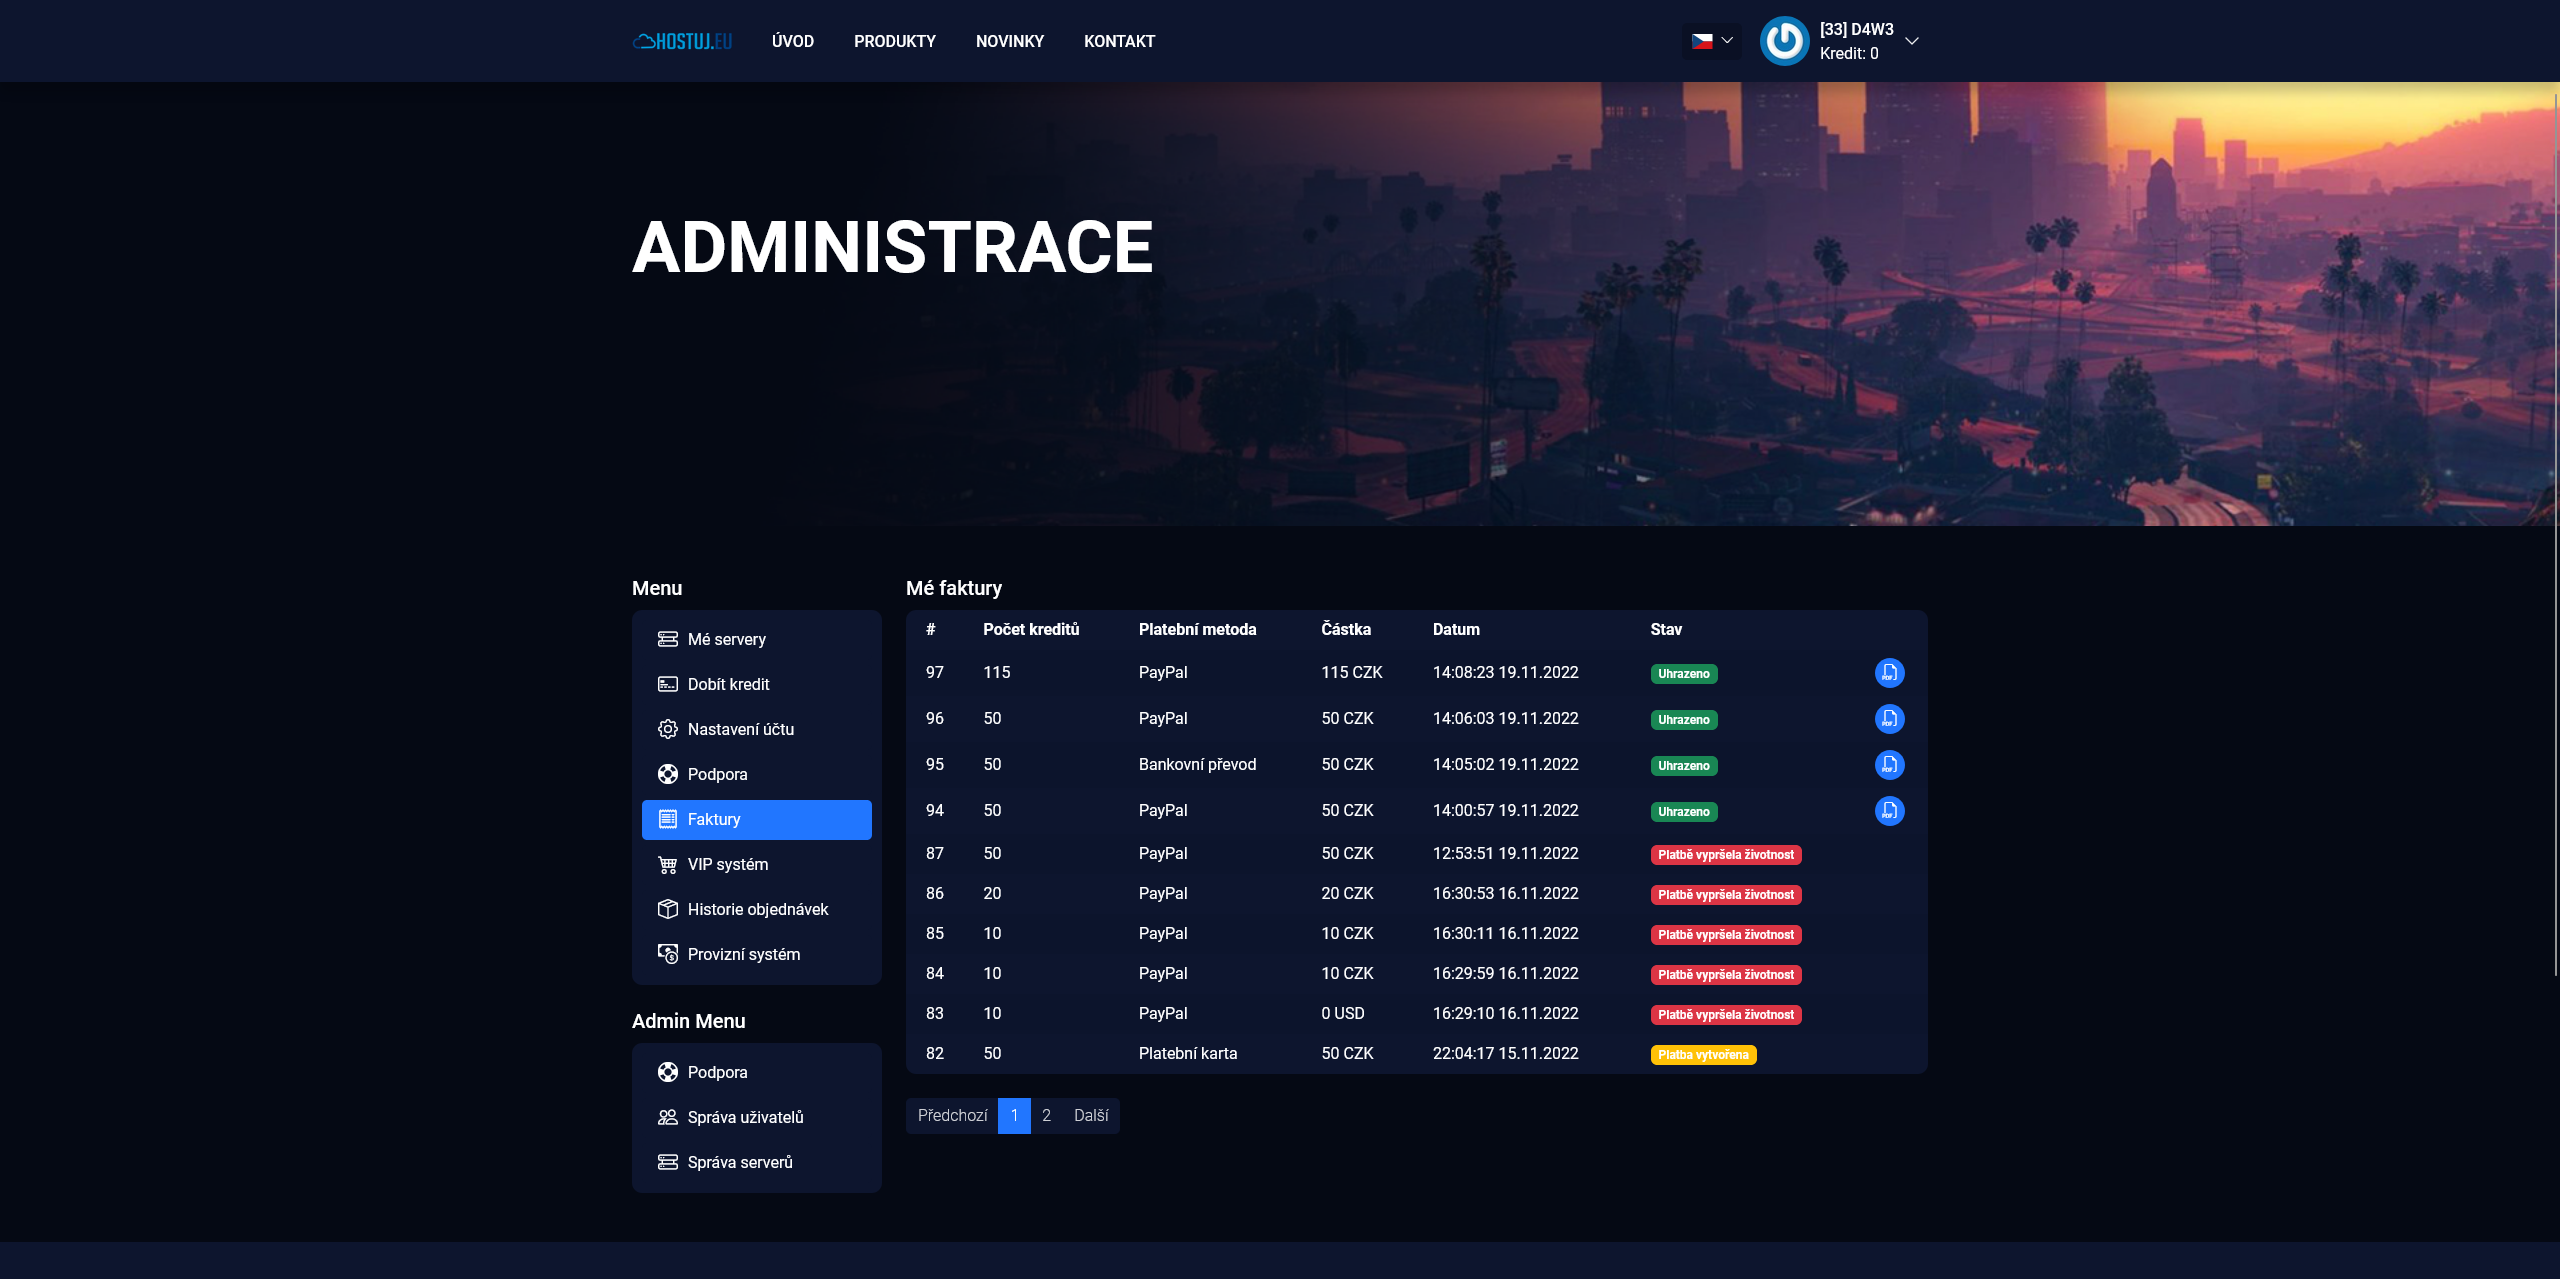 HOSTUJ.EU ÚVOD PRODUKTY NOVINKY KONTAKT
[33] D4W3
Kredit: 0
ADMINISTRACE
Menu
Mé servery
Dobít kredit
Nastavení účtu
Podpora
Faktury
VIP systém
Historie objednávek
Provizní systém
Admin Menu
Podpora
Správa uživatelů
Správa serverů
Mé faktury
# Počet kreditů Platební metoda Částka Datum Stav
97 115 PayPal 115 CZK 14:08:23 19.11.2022 Uhrazeno PDF
96 50 PayPal 50 CZK 14:06:03 19.11.2022 Uhrazeno PDF
95 50 Bankovní převod 50 CZK 14:05:02 19.11.2022 Uhrazeno PDF
94 50 PayPal 50 CZK 14:00:57 19.11.2022 Uhrazeno PDF
87 50 PayPal 50 CZK 12:53:51 19.11.2022 Platbě vypršela životnost
86 20 PayPal 20 CZK 16:30:53 16.11.2022 Platbě vypršela životnost
85 10 PayPal 10 CZK 16:30:11 16.11.2022 Platbě vypršela životnost
84 10 PayPal 10 CZK 16:29:59 16.11.2022 Platbě vypršela životnost
83 10 PayPal 0 USD 16:29:10 16.11.2022 Platbě vypršela životnost
82 50 Platební karta 50 CZK 22:04:17 15.11.2022 Platba vytvořena
Předchozí 1 2 Další